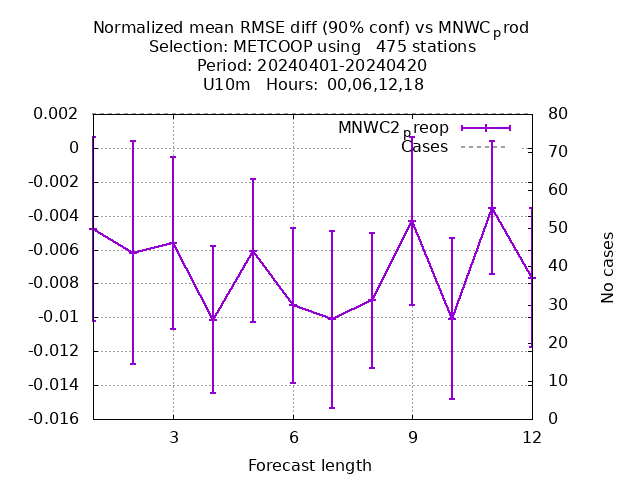 Normalized mean RMSE diff (90% conf) vs MNWCprod
Selection: METCOOP using   475 stations
Period: 20240401-20240420
U10m   Hours:  00,06,12,18
0.002
0
-0.002
-0.004
-0.006
-0.008
-0.01
-0.012
-0.014
-0.016
MNWC2preop
Cases
80
70
60
50
40
30
20
10
0
No cases
3
6
9
12
Forecast length